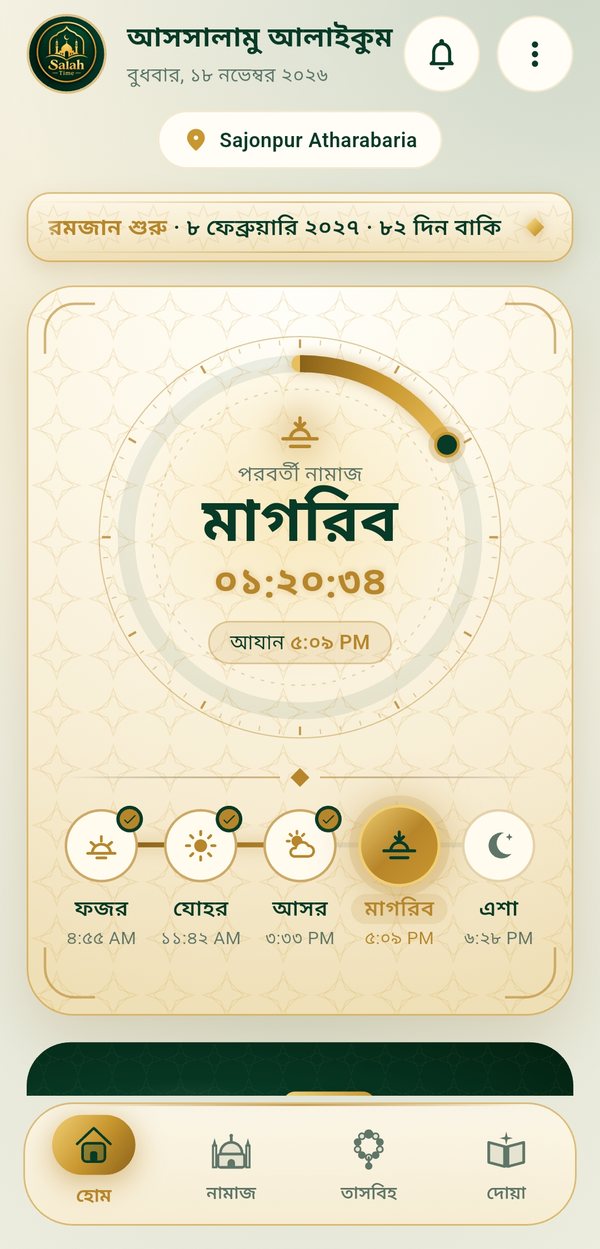 Salah
Time
আসসালামু আলাইকুম
বুধবার, ১৮ নভেম্বর ২০২৬
Sajonpur Atharabaria
রমজান শুরু · ৮ ফেব্রুয়ারি ২০২৭ · ৮২ দিন বাকি
পরবর্তী নামাজ
মাগরিব
০১:২০:৩৪
আযান ৫:০৯ PM
ফজর যোহর আসর মাগরিব এশা
৪:৫৫ AM ১১:৪২ AM ৩:৩৩ PM ৫:০৯ PM ৬:২৮ PM
হোম নামাজ তাসবিহ দোয়া